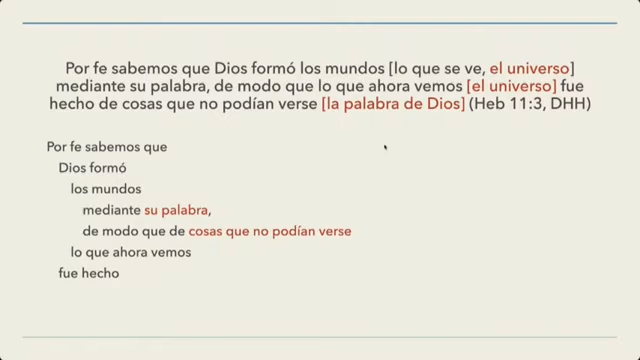 Por fe sabemos que Dios formó los mundos [lo que se ve, el universo]
mediante su palabra, de modo que lo que ahora vemos [el universo] fue
hecho de cosas que no podían verse [la palabra de Dios] (Heb 11:3, DHH)
Por fe sabemos que
Dios formó
los mundos
mediante su palabra,
de modo que de cosas que no podían verse
lo que ahora vemos
fue hecho